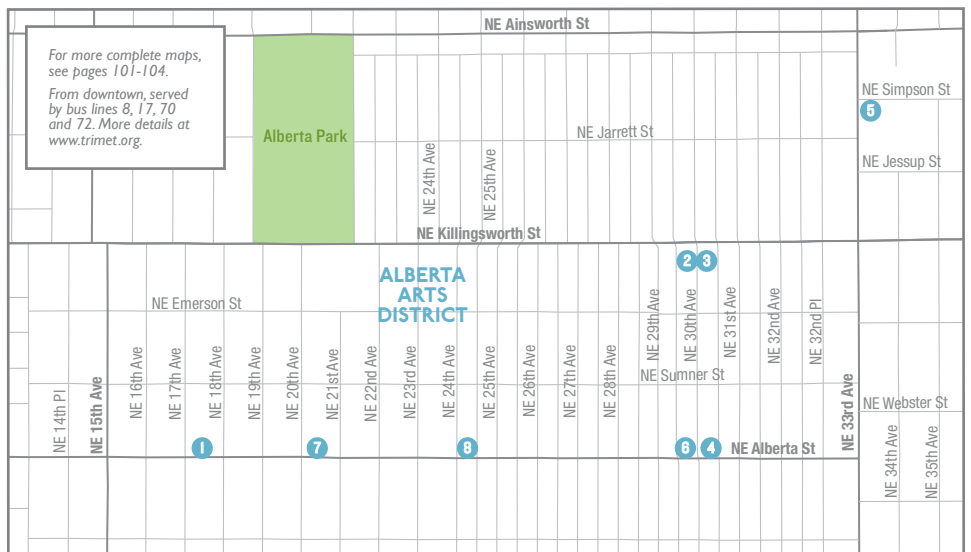 NE Ainsworth St
For more complete maps,
see pages 101-104.
From downtown, served
by bus lines 8, 17, 70
and 72. More details at
www.trimet.org.
NE Simpson St
5
Alberta Park
NE Jarrett St
NE Jessup St
NE 24th Ave
NE 25th Ave
NE Killingsworth St
2
3
ALBERTA
ARTS
DISTRICT
NE Emerson St
NE 29th Ave
NE 30th Ave
NE 31st Ave
NE 32nd Ave
NE 32nd Pl
NE Sumner St
NE 14th Pl
NE 15th Ave
NE 16th Ave
NE 17th Ave
NE 18th Ave
NE 19th Ave
NE 20th Ave
NE 21st Ave
NE 22nd Ave
NE 23rd Ave
NE 24th Ave
NE 25th Ave
NE 26th Ave
NE 27th Ave
NE 28th Ave
NE 33rd Ave
NE Webster St
NE 34th Ave
NE 35th Ave
1
7
8
6
4
NE Alberta St